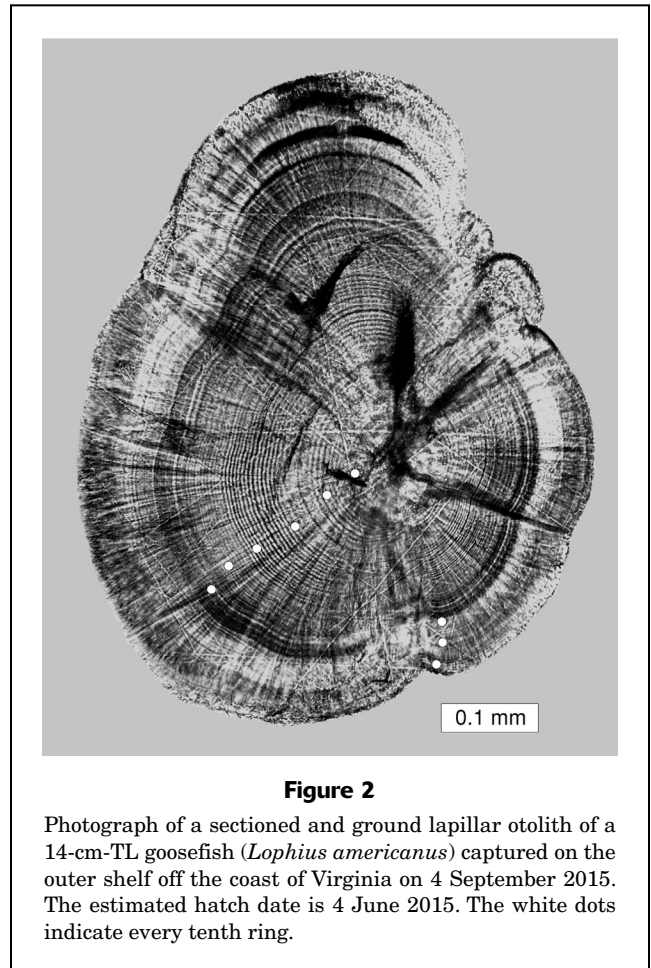 0.1 mm
Figure 2
Photograph of a sectioned and ground lapillar otolith of a
14-cm-TL goosefish (Lophius americanus) captured on the
outer shelf off the coast of Virginia on 4 September 2015.
The estimated hatch date is 4 June 2015. The white dots
indicate every tenth ring.